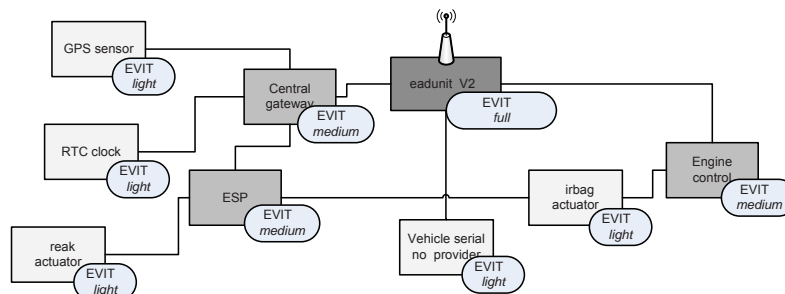 GPS sensor
EVIT
light
Central
gateway
EVIT
medium
eadunit V2
EVIT
full
RTC clock
EVIT
light
ESP
EVIT
medium
irbag
actuator
EVIT
light
Engine
control
EVIT
medium
reak
actuator
EVIT
light
Vehicle serial
no provider
EVIT
light